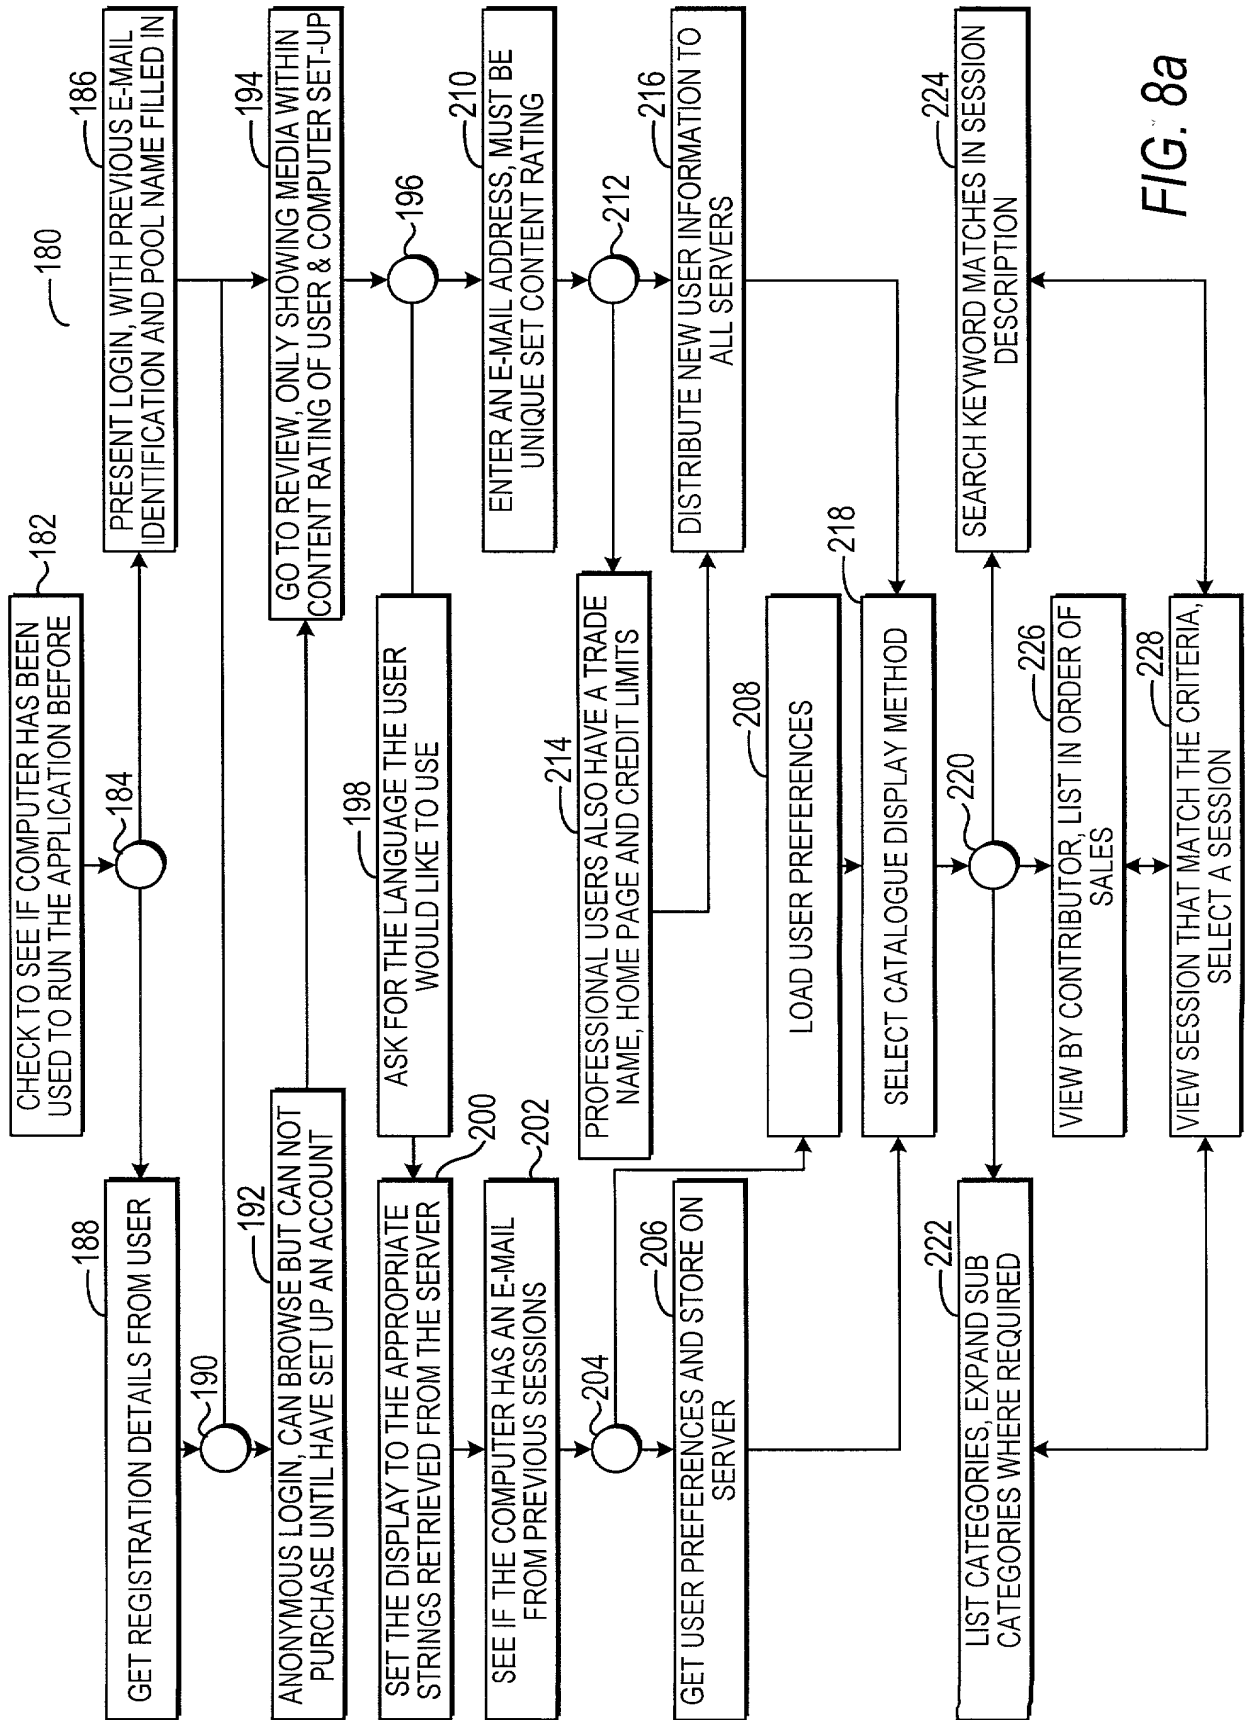 180
182
CHECK TO SEE IF COMPUTER HAS BEEN
USED TO RUN THE APPLICATION BEFORE
184
186
PRESENT LOGIN, WITH PREVIOUS E-MAIL
IDENTIFICATION AND POOL NAME FILLED IN
188
GET REGISTRATION DETAILS FROM USER
190
192
ANONYMOUS LOGIN, CAN BROWSE BUT CAN NOT
PURCHASE UNTIL HAVE SET UP AN ACCOUNT
194
GO TO REVIEW, ONLY SHOWING MEDIA WITHIN
CONTENT RATING OF USER & COMPUTER SET-UP
196
198
ASK FOR THE LANGUAGE THE USER
WOULD LIKE TO USE
200
SET THE DISPLAY TO THE APPROPRIATE
STRINGS RETRIEVED FROM THE SERVER
202
SEE IF THE COMPUTER HAS AN E-MAIL
FROM PREVIOUS SESSIONS
204
206
GET USER PREFERENCES AND STORE ON
SERVER
208
LOAD USER PREFERENCES
210
ENTER AN E-MAIL ADDRESS, MUST BE
UNIQUE SET CONTENT RATING
212
214
PROFESSIONAL USERS ALSO HAVE A TRADE
NAME, HOME PAGE AND CREDIT LIMITS
216
DISTRIBUTE NEW USER INFORMATION TO
ALL SERVERS
218
SELECT CATALOGUE DISPLAY METHOD
220
222
LIST CATEGORIES, EXPAND SUB
CATEGORIES WHERE REQUIRED
224
SEARCH KEYWORD MATCHES IN SESSION
DESCRIPTION
226
VIEW BY CONTRIBUTOR, LIST IN ORDER OF
SALES
228
VIEW SESSION THAT MATCH THE CRITERIA,
SELECT A SESSION
FIG. 8a